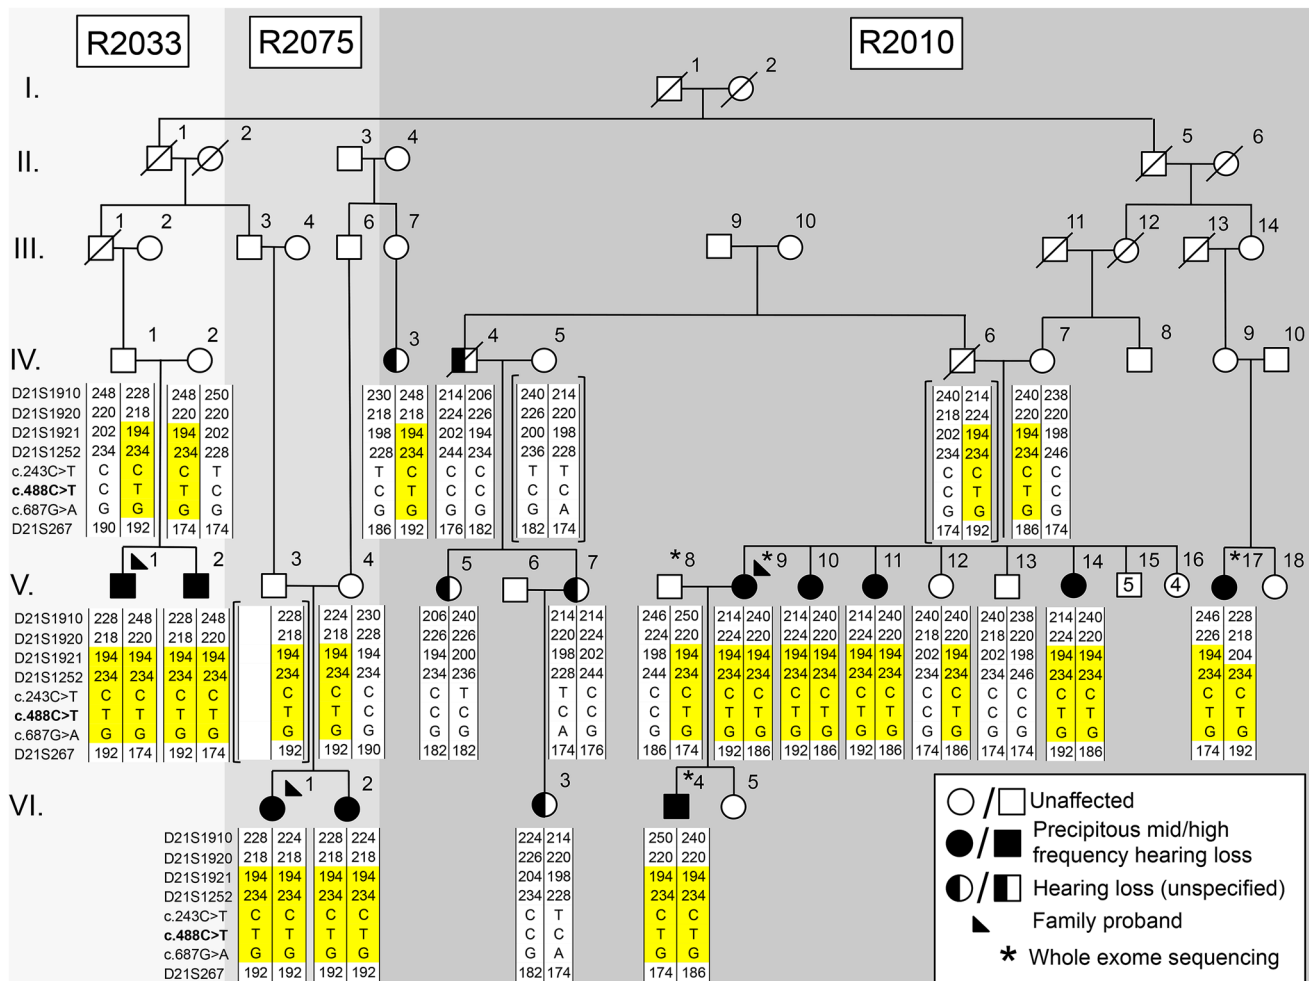 R2033
R2075
R2010
I.
1 2
II.
1 2 3 4 5 6
III.
1 2 3 4 6 7 9 10 11 12 13 14
IV.
1 2 3 4 5 6 7 8 9 10
D21S1910 248 228 248 250 230 248 214 206 240 214 240 214 240 238
D21S1920 220 218 220 220 218 218 224 226 226 220 218 224 220 220
D21S1921 202 194 194 202 198 194 202 194 200 198 202 194 194 198
D21S1252 234 234 234 228 228 234 244 234 236 228 234 234 234 246
c.243C>T C C C T T C C C T T C C C C
c.488C>T C T T C C T C C C C C T T C
c.687G>A G G G G G G G G G A G G G G
D21S267 190 192 174 174 186 192 176 182 182 174 174 192 186 174
V.
1 2 3 4 5 6 7 *8 *9 10 11 12 13 14 15 16 *17 18
5 4
D21S1910 228 248 228 248 228 224 230 206 240 214 214 246 250 214 240 214 240 214 240 240 240 240 238 214 240 246 228
D21S1920 218 220 218 220 218 218 228 226 226 220 224 224 220 224 220 224 220 224 220 218 220 218 220 224 220 226 218
D21S1921 194 194 194 194 194 194 194 194 200 198 202 198 194 194 194 194 194 194 194 202 194 202 198 194 194 194 204
D21S1252 234 234 234 234 234 234 234 234 236 228 244 244 234 234 234 234 234 234 234 234 234 234 246 234 234 234 234
c.243C>T C C C C C C C C T T C C C C C C C C C C C C C C C C C
c.488C>T T T T T T T C C C C C C T T T T T T T C T C C T T T T
c.687G>A G G G G G G G G G A G G G G G G G G G G G G G G G G G
D21S267 192 174 192 174 192 192 190 182 182 174 176 186 174 192 186 192 186 192 186 174 186 174 174 192 186 174 192
VI.
1 2 3 *4 5
D21S1910 228 224 228 224 224 214 250 240
D21S1920 218 218 218 218 226 220 220 220
D21S1921 194 194 194 194 204 198 194 194
D21S1252 234 234 234 234 234 228 234 234
c.243C>T C C C C C T C C
c.488C>T T T T T C C T T
c.687G>A G G G G G A G G
D21S267 192 192 192 192 182 174 174 186
/ Unaffected
/ Precipitous mid/high
frequency hearing loss
/ Hearing loss (unspecified)
Family proband
* Whole exome sequencing